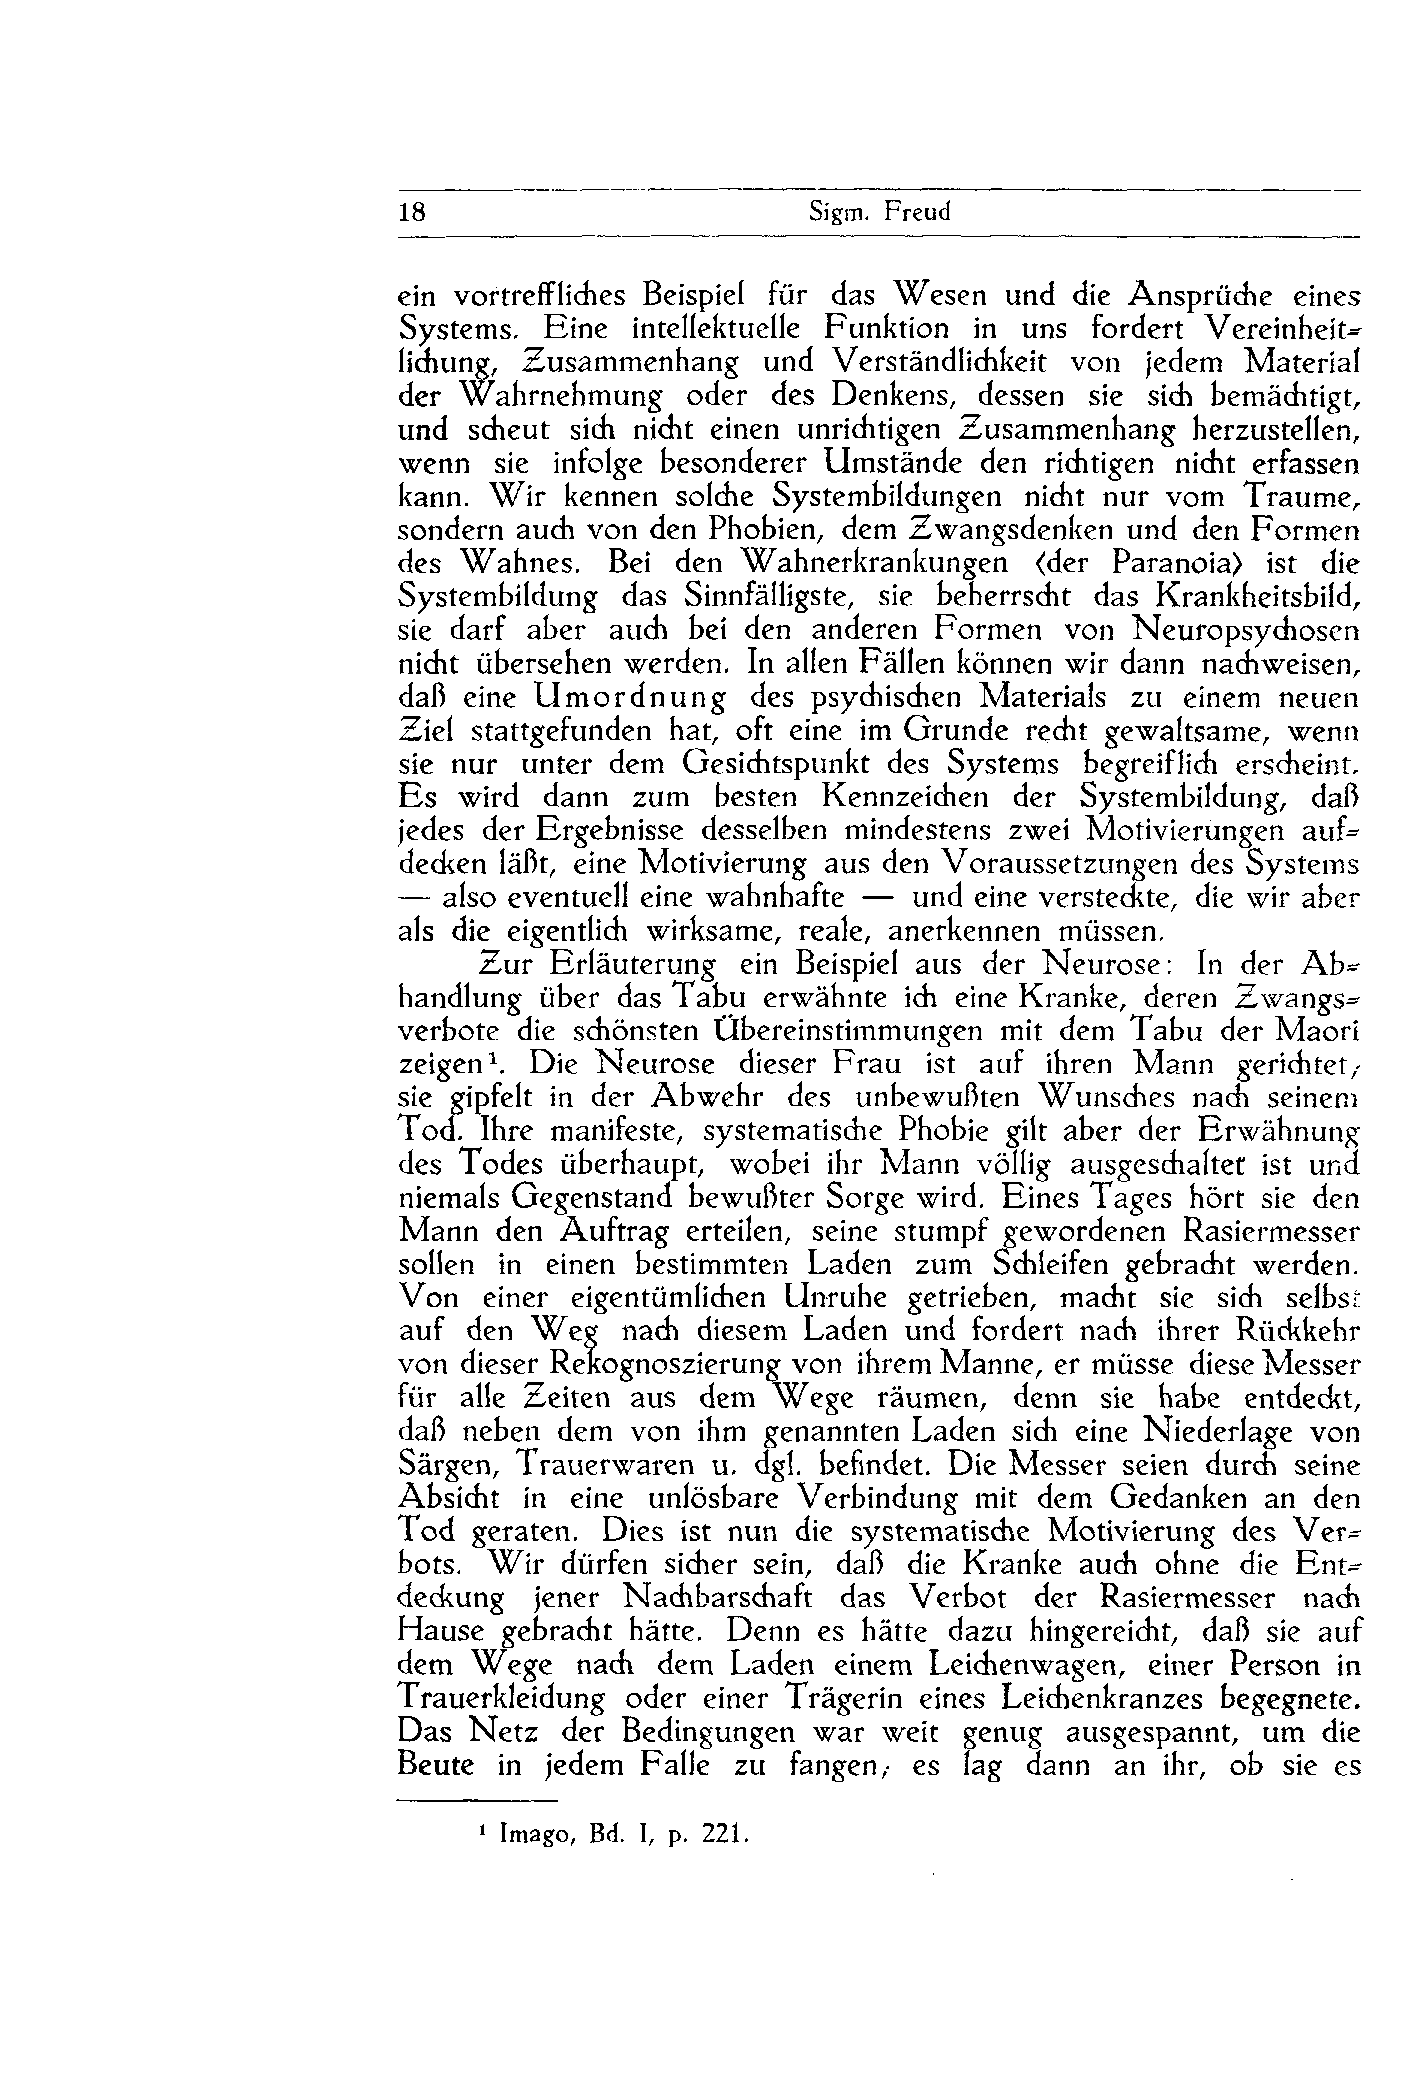 18 Sigm. Freud
ein vortreffliches Beispiel für das Wesen und die Ansprüche eines
Systems. Eine intellektuelle Funktion in uns fordert Vereinheit-
lichung, Zusammenhang und Verständlichkeit von jedem Material
der Wahrnehmung oder des Denkens, dessen sie sich bemächtigt,
und scheut sich nicht einen unrichtigen Zusammenhang herzustellen,
wenn sie infolge besonderer Umstände den richtigen nicht erfassen
kann. Wir kennen solche Systembildungen nicht nur vom Traume,
sondern auch von den Phobien, dem Zwangsdenken und den Formen
des Wahnes. Bei den Wahnerkrankungen (der Paranoia) ist die
Systembildung das Sinnfälligste, sie beherrscht das Krankheitsbild,
sie darf aber auch bei den anderen Formen von Neuropsychosen
nicht übersehen werden. In allen Fällen können wir dann nachweisen,
daß eine Umordnung des psychischen Materials zu einem neuen
Ziel stattgefunden hat, oft eine im Grunde recht gewaltsame, wenn
sie nur unter dem Gesichtspunkt des Systems begreiflich erscheint.
Es wird dann zum besten Kennzeichen der Systembildung, daß
jedes der Ergebnisse desselben mindestens zwei Motivierungen auf-
decken läßt, eine Motivierung aus den Voraussetzungen des Systems
— also eventuell eine wahnhafte — und eine versteckte, die wir aber
als die eigentlich wirksame, reale, anerkennen müssen.
Zur Erläuterung ein Beispiel aus der Neurose: In der Ab-
handlung über das Tabu erwähnte ich eine Kranke, deren Zwangs-
verbote die schönsten Übereinstimmungen mit dem Tabu der Maori
zeigen¹. Die Neurose dieser Frau ist auf ihren Mann gerichtet;
sie gipfelt in der Abwehr des unbewußten Wunsches nach seinem
Tod. Ihre manifeste, systematische Phobie gilt aber der Erwähnung
des Todes überhaupt, wobei ihr Mann völlig ausgeschaltet ist und
niemals Gegenstand bewußter Sorge wird. Eines Tages hört sie den
Mann den Auftrag erteilen, seine stumpf gewordenen Rasiermesser
sollen in einen bestimmten Laden zum Schleifen gebracht werden.
Von einer eigentümlichen Unruhe getrieben, macht sie sich selbst
auf den Weg nach diesem Laden und fordert nach ihrer Rückkehr
von dieser Rekognoszierung von ihrem Manne, er müsse diese Messer
für alle Zeiten aus dem Wege räumen, denn sie habe entdeckt,
daß neben dem von ihm genannten Laden sich eine Niederlage von
Särgen, Trauerwaren u. dgl. befindet. Die Messer seien durch seine
Absicht in eine unlösbare Verbindung mit dem Gedanken an den
Tod geraten. Dies ist nun die systematische Motivierung des Ver-
bots. Wir dürfen sicher sein, daß die Kranke auch ohne die Ent-
deckung jener Nachbarschaft das Verbot der Rasiermesser nach
Hause gebracht hätte. Denn es hätte dazu hingereicht, daß sie auf
dem Wege nach dem Laden einem Leichenwagen, einer Person in
Trauerkleidung oder einer Trägerin eines Leichenkranzes begegnete.
Das Netz der Bedingungen war weit genug ausgespannt, um die
Beute in jedem Falle zu fangen; es lag dann an ihr, ob sie es
¹ Imago, Bd. I, p. 221.